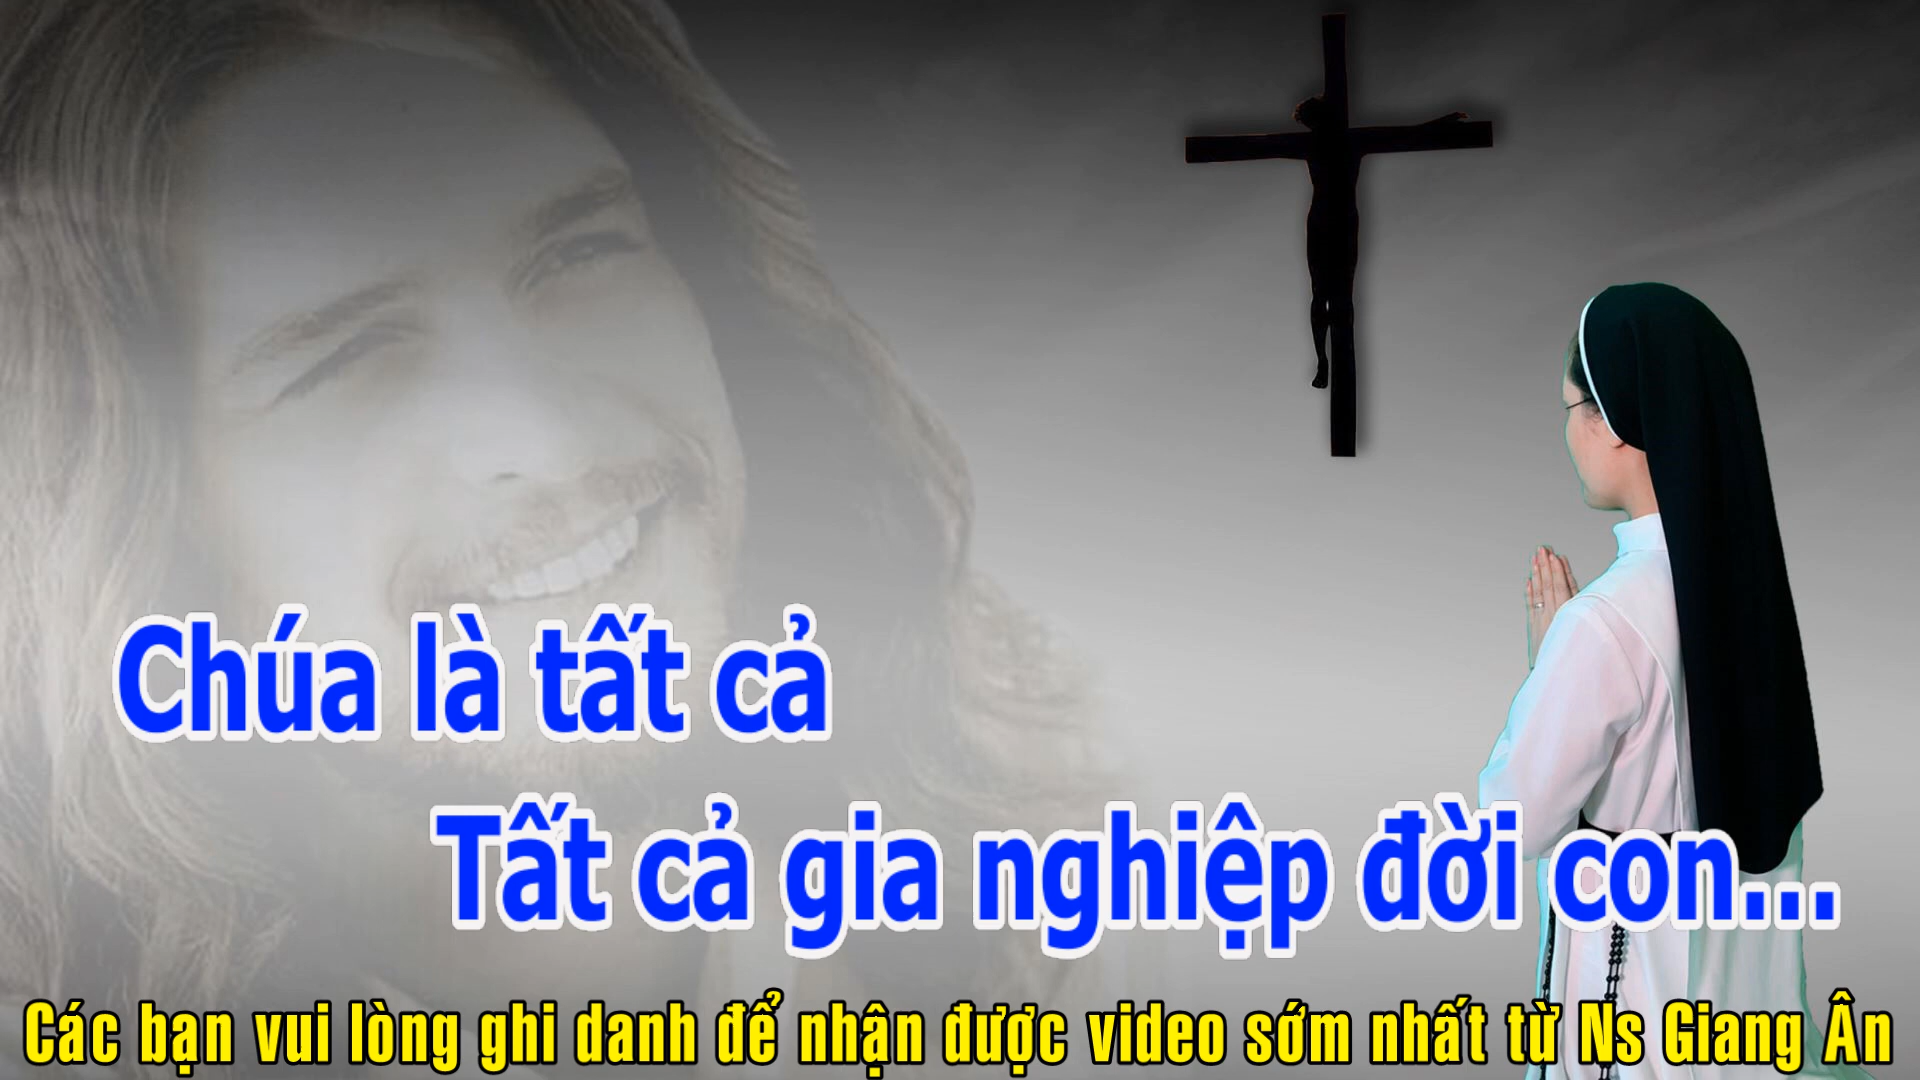 Chúa là tất cả
Tất cả gia nghiệp đời con...
Các bạn vui lòng ghi danh để nhận được video sớm nhất từ Ns Giang Ân